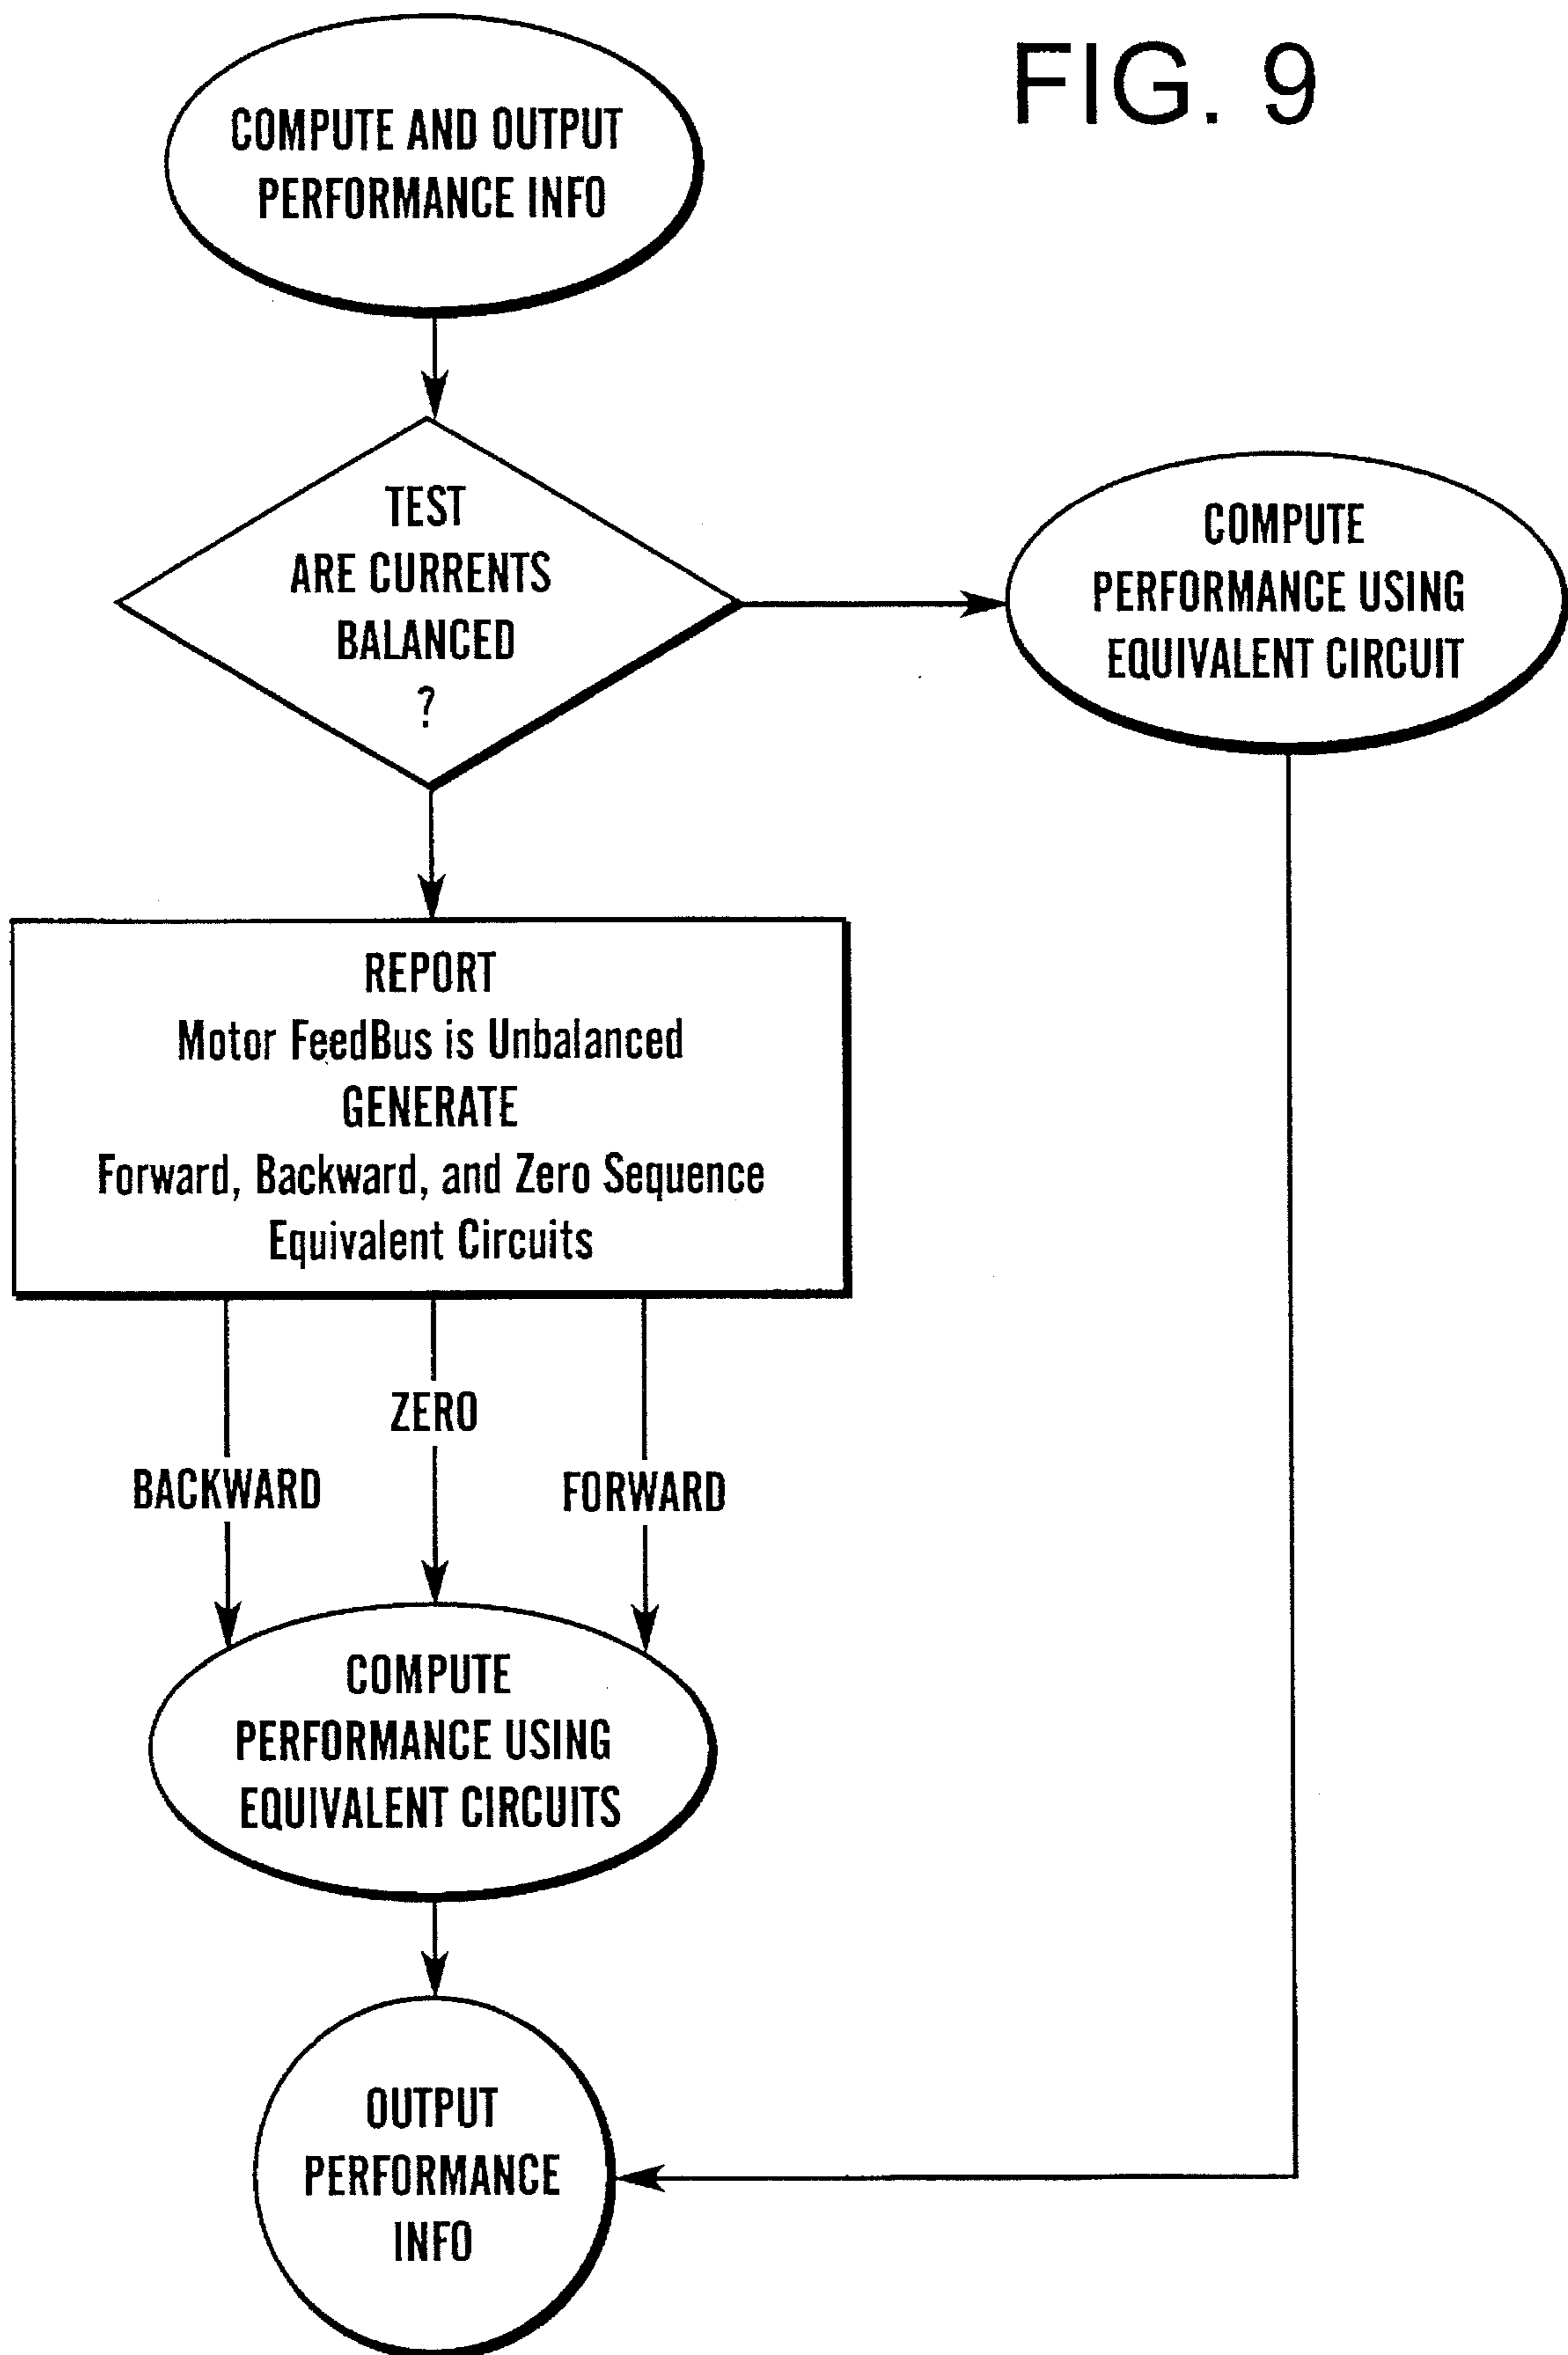 FIG. 9
COMPUTE AND OUTPUT
PERFORMANCE INFO
TEST
ARE CURRENTS
BALANCED
?
COMPUTE
PERFORMANCE USING
EQUIVALENT CIRCUIT
REPORT
Motor FeedBus is Unbalanced
GENERATE
Forward, Backward, and Zero Sequence
Equivalent Circuits
ZERO
BACKWARD
FORWARD
COMPUTE
PERFORMANCE USING
EQUIVALENT CIRCUITS
OUTPUT
PERFORMANCE
INFO